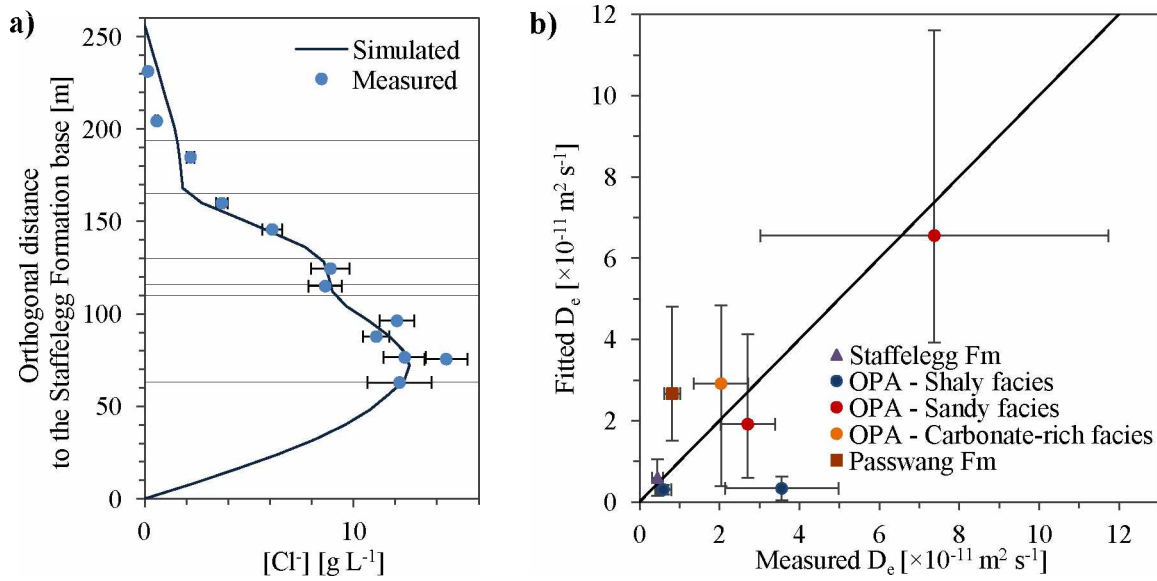 a)
250
200
150
100
50
0
Orthogonal distance
to the Staffelegg Formation base [m]
Simulated
Measured
0
10
[Cl⁻] [g L⁻¹]
b)
12
10
8
6
4
2
0
Fitted Dₑ [×10⁻¹¹ m² s⁻¹]
Staffelegg Fm
OPA - Shaly facies
OPA - Sandy facies
OPA - Carbonate-rich facies
Passwang Fm
0 2 4 6 8 10 12
Measured Dₑ [×10⁻¹¹ m² s⁻¹]